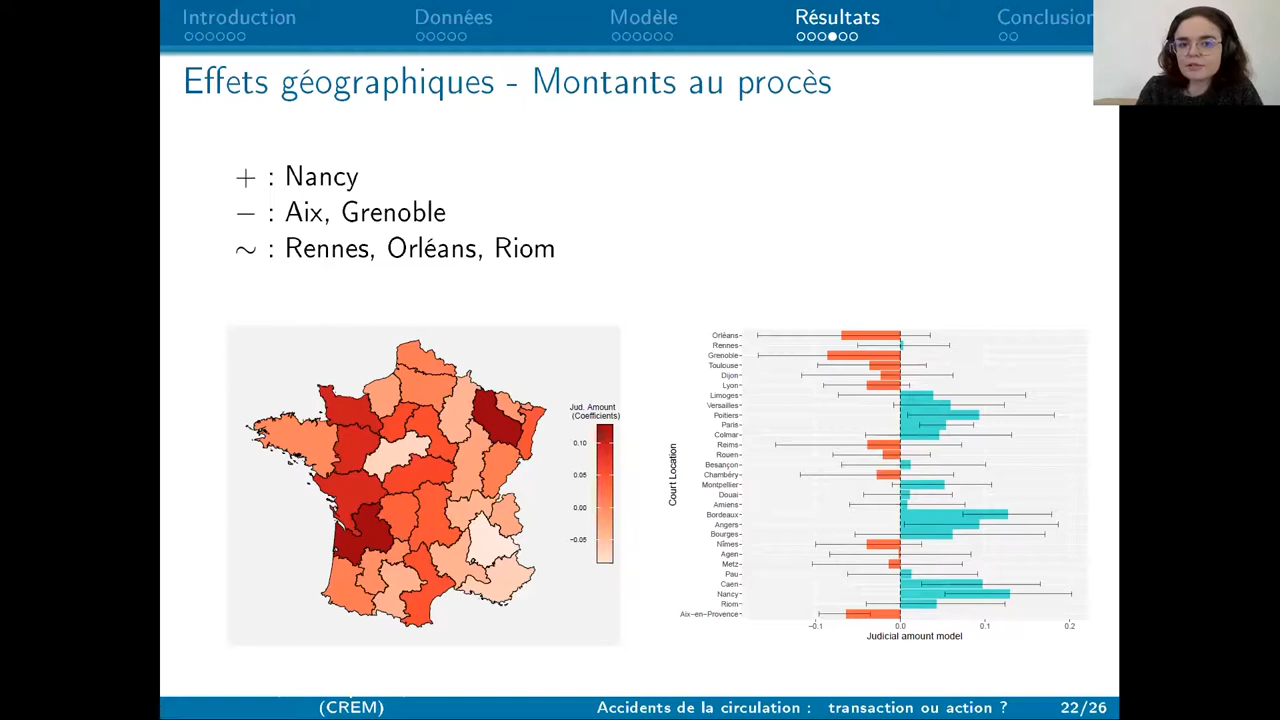 Introduction
Données
Modèle
Résultats
Conclusion
Effets géographiques - Montants au procès
+ : Nancy
− : Aix, Grenoble
∼ : Rennes, Orléans, Riom
Jud. Amount
(Coefficients)
0.10
0.05
0.00
−0.05
Court Location
Orléans
Rennes
Grenoble
Toulouse
Dijon
Lyon
Limoges
Versailles
Poitiers
Paris
Colmar
Reims
Rouen
Besançon
Chambéry
Montpellier
Douai
Amiens
Bordeaux
Angers
Bourges
Nîmes
Agen
Metz
Pau
Caen
Nancy
Riom
Aix−en−Provence
−0.1
0.0
0.1
0.2
Judicial amount model
(CREM)
Accidents de la circulation : transaction ou action ?
22/26